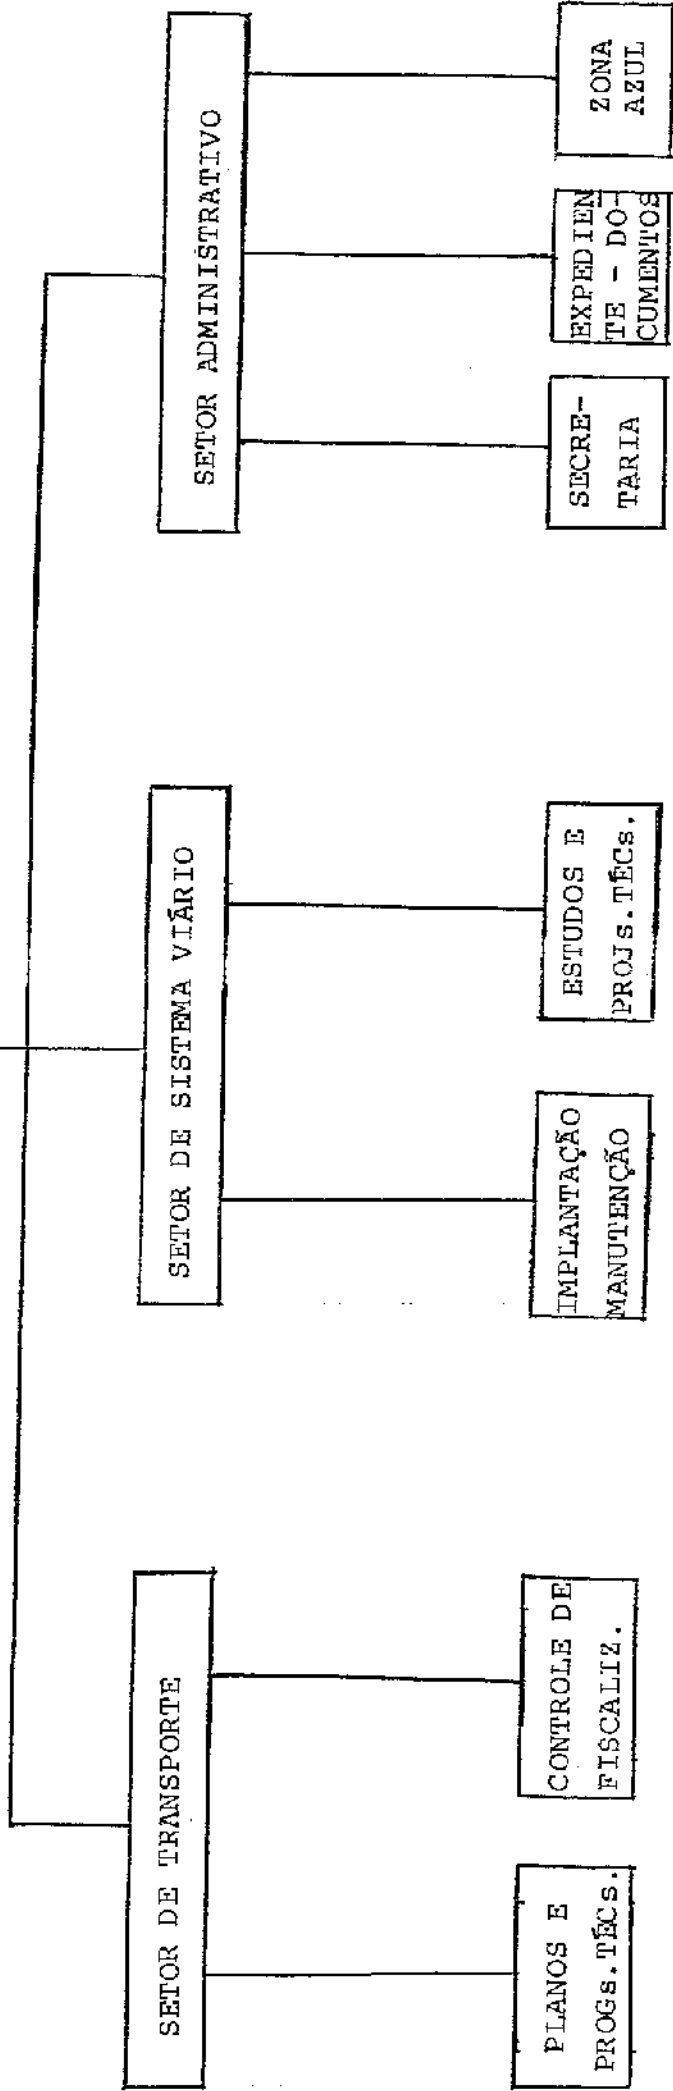 SETOR DE TRANSPORTE
SETOR DE SISTEMA VIÁRIO
SETOR ADMINISTRATIVO
PLANOS E
PROGs.TÉCs.
CONTROLE DE
FISCALIZ.
IMPLANTAÇÃO
MANUTENÇÃO
ESTUDOS E
PROJs.TÉCs.
SECRE-
TARIA
EXPEDIEN
TE - DO-
CUMENTOS
ZONA
AZUL